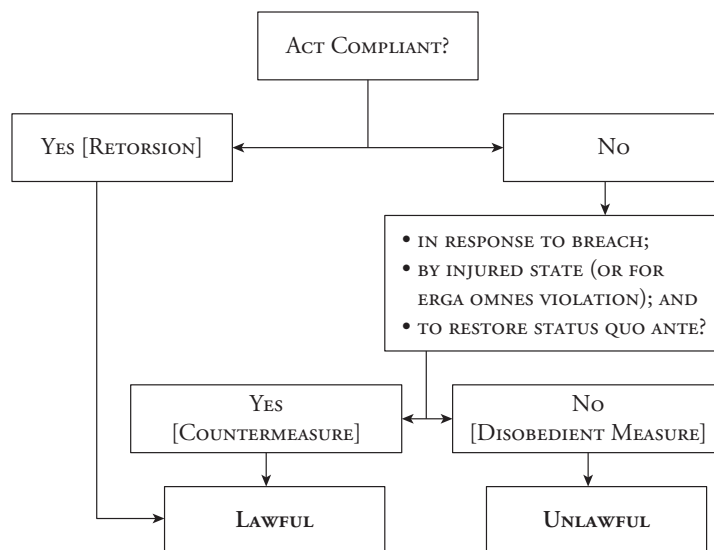 Act Compliant?
Yes [Retorsion]
No
• in response to breach;
• by injured state (or for
erga omnes violation); and
• to restore status quo ante?
Yes
[Countermeasure]
No
[Disobedient Measure]
Lawful
Unlawful